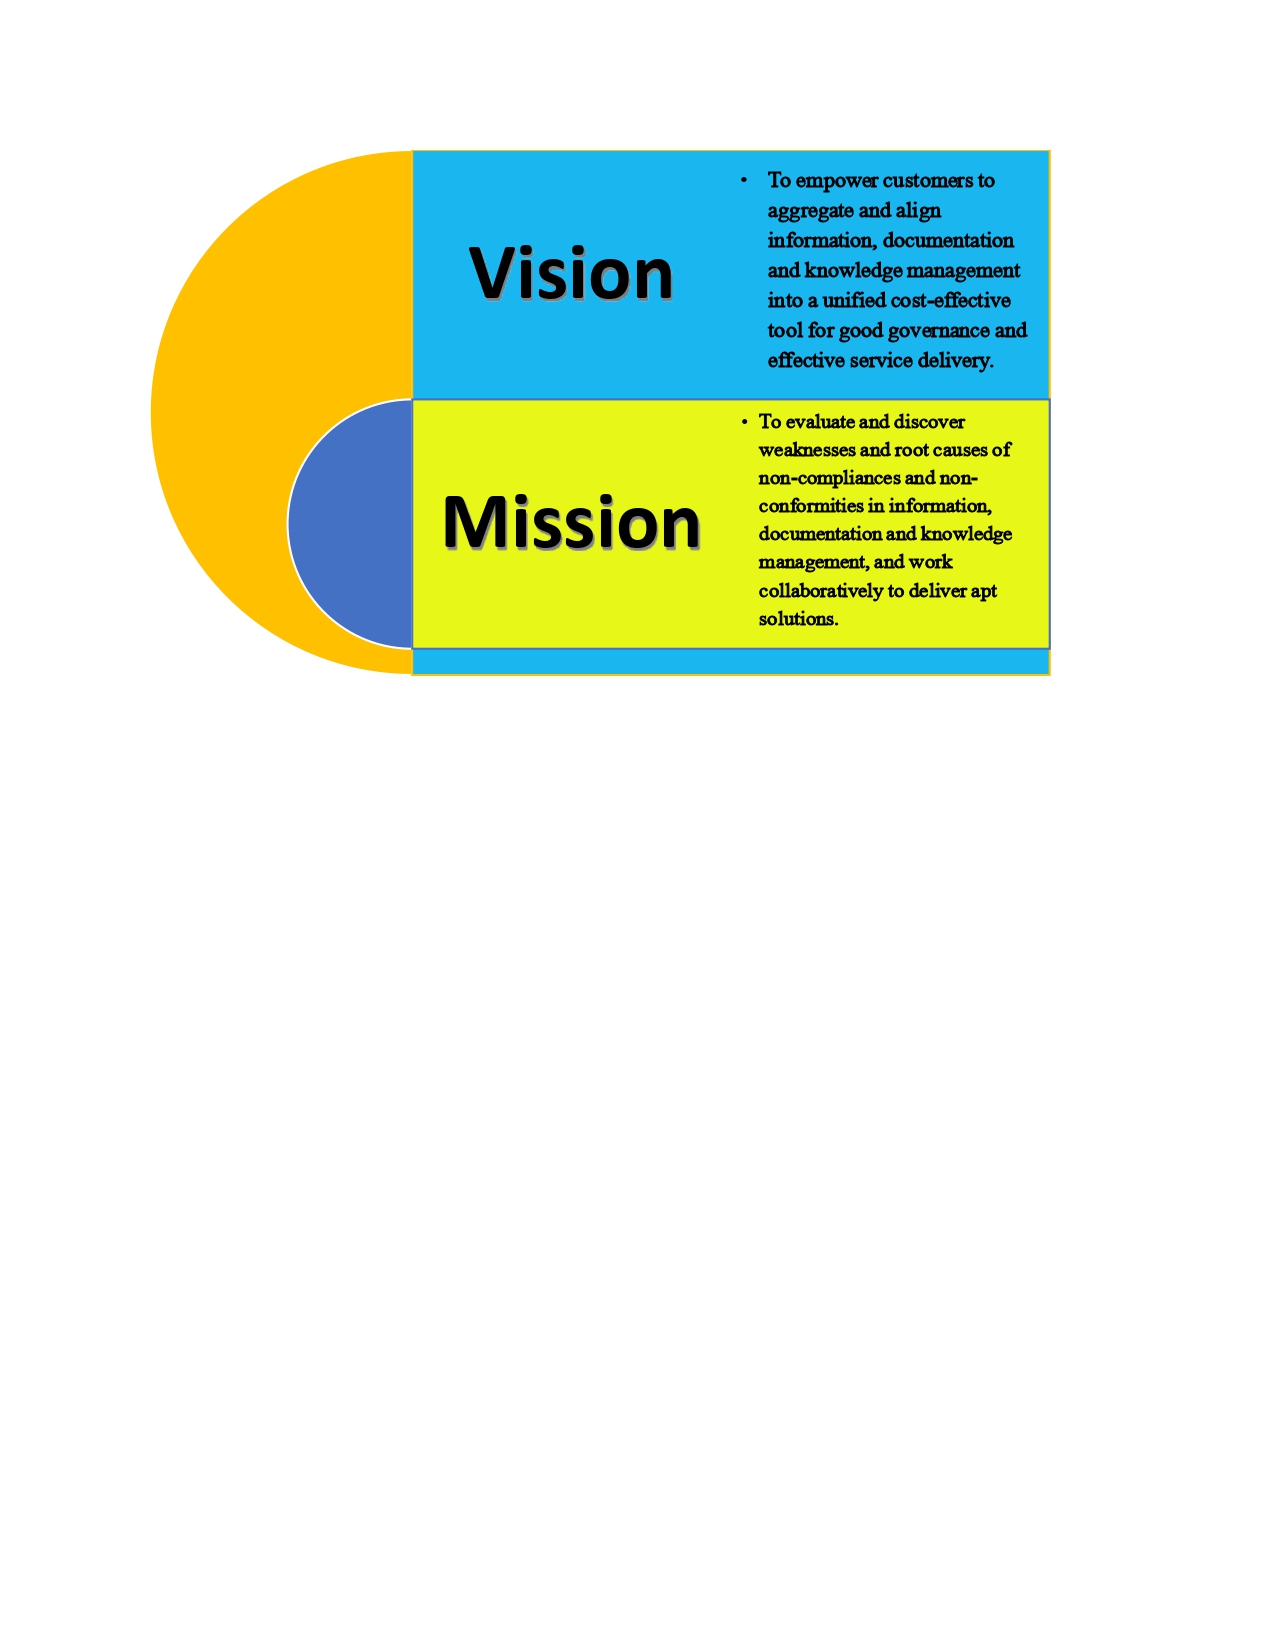 Vision
• To empower customers to
aggregate and align
information, documentation
and knowledge management
into a unified cost-effective
tool for good governance and
effective service delivery.
Mission
• To evaluate and discover
weaknesses and root causes of
non-compliances and non-
conformities in information,
documentation and knowledge
management, and work
collaboratively to deliver apt
solutions.